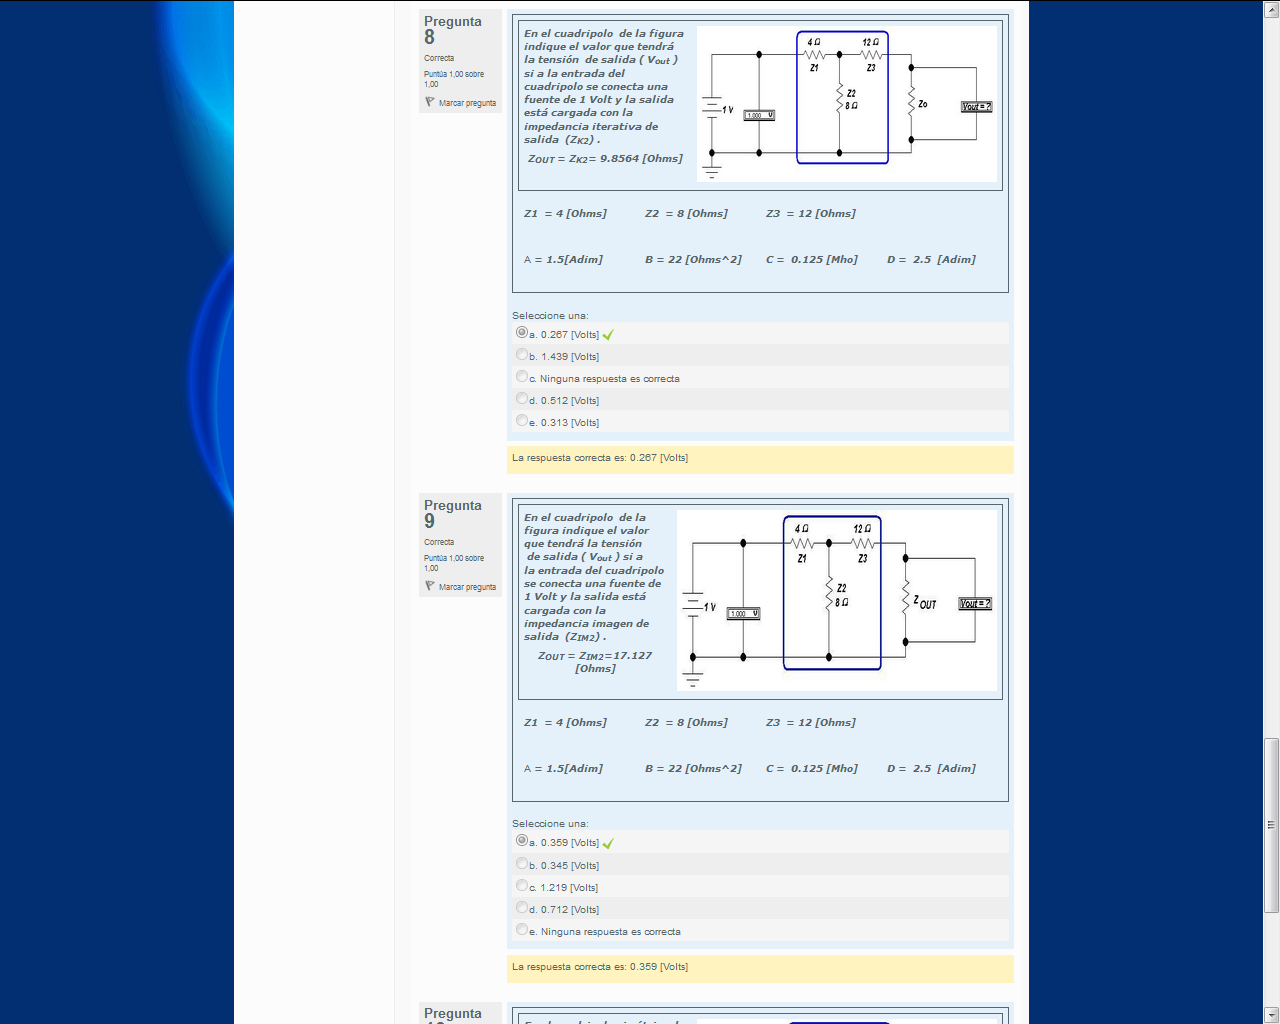 Pregunta
8
Correcta
Puntúa 1,00 sobre
1,00
Marcar pregunta
En el cuadripolo de la figura
indique el valor que tendrá
la tensión de salida ( VOUT )
si a la entrada del
cuadripolo se conecta una
fuente de 1 Volt y la salida
está cargada con la
impedancia iterativa de
salida (ZK2) .
ZOUT = ZK2= 9.8564 [Ohms]
4 Ω
12 Ω
Z1
Z3
Z2
8 Ω
1 V
1.000 V
Zo
Vout = ?
Z1 = 4 [Ohms] Z2 = 8 [Ohms] Z3 = 12 [Ohms]
A = 1.5[Adim] B = 22 [Ohms^2] C = 0.125 [Mho] D = 2.5 [Adim]
Seleccione una:
a. 0.267 [Volts]
b. 1.439 [Volts]
c. Ninguna respuesta es correcta
d. 0.512 [Volts]
e. 0.313 [Volts]
La respuesta correcta es: 0.267 [Volts]
Pregunta
9
Correcta
Puntúa 1,00 sobre
1,00
Marcar pregunta
En el cuadripolo de la
figura indique el valor
que tendrá la tensión
de salida ( VOUT ) si a
la entrada del cuadripolo
se conecta una fuente de
1 Volt y la salida está
cargada con la
impedancia imagen de
salida (ZIM2) .
ZOUT = ZIM2=17.127
[Ohms]
4 Ω
12 Ω
Z1
Z3
Z2
8 Ω
1 V
1.000 V
Z OUT
Vout = ?
Z1 = 4 [Ohms] Z2 = 8 [Ohms] Z3 = 12 [Ohms]
A = 1.5[Adim] B = 22 [Ohms^2] C = 0.125 [Mho] D = 2.5 [Adim]
Seleccione una:
a. 0.359 [Volts]
b. 0.345 [Volts]
c. 1.219 [Volts]
d. 0.712 [Volts]
e. Ninguna respuesta es correcta
La respuesta correcta es: 0.359 [Volts]
Pregunta